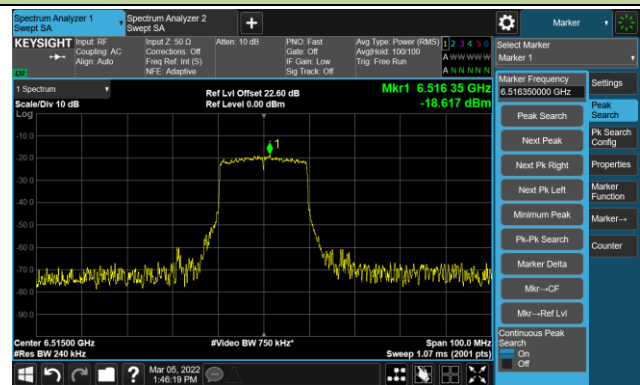 Spectrum Analyzer 1
Swept SA
Spectrum Analyzer 2
Swept SA
+
Marker
KEYSIGHT
Input: RF
Coupling: AC
Align: Auto
Input Z: 50 Ω
Corrections: Off
Freq Ref: Int (S)
NFE: Adaptive
Atten: 10 dB
PNO: Fast
Gate: Off
IF Gain: Low
Sig Track: Off
Avg Type: Power (RMS)
Avg|Hold: 100/100
Trig: Free Run
1 2 3 4 5 6
A W W W W W
A N N N N N
LXI
Select Marker
Marker 1
1 Spectrum
Scale/Div 10 dB
Ref Lvl Offset 22.60 dB
Ref Level 0.00 dBm
Mkr1 6.516 35 GHz
-18.617 dBm
Log
-10.0
-20.0
-30.0
-40.0
-50.0
-60.0
-70.0
-80.0
-90.0
1
Center 6.51500 GHz
#Res BW 240 kHz
#Video BW 750 kHz*
Span 100.0 MHz
Sweep 1.07 ms (2001 pts)
Marker Frequency
6.516350000 GHz
Peak Search
Next Peak
Next Pk Right
Next Pk Left
Minimum Peak
Pk-Pk Search
Marker Delta
Mkr→CF
Mkr→Ref Lvl
Continuous Peak
Search
On
Off
Settings
Peak
Search
Pk Search
Config
Properties
Marker
Function
Marker→
Counter
?
Mar 05, 2022
1:46:19 PM